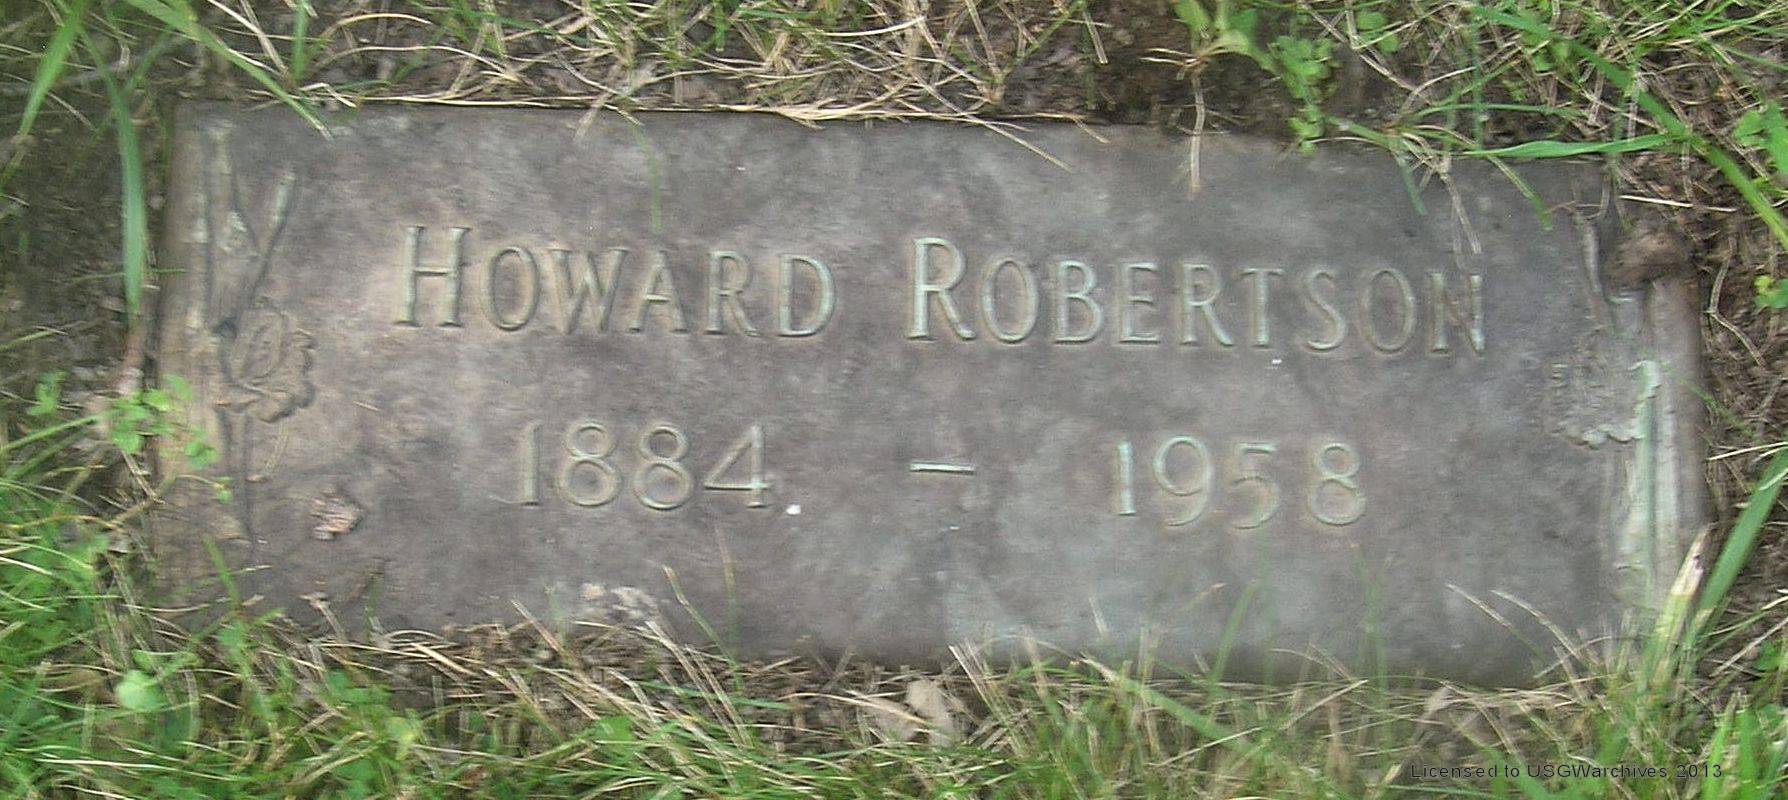 HOWARD ROBERTSON
1884 – 1958
Licensed to USGWarchives 2013